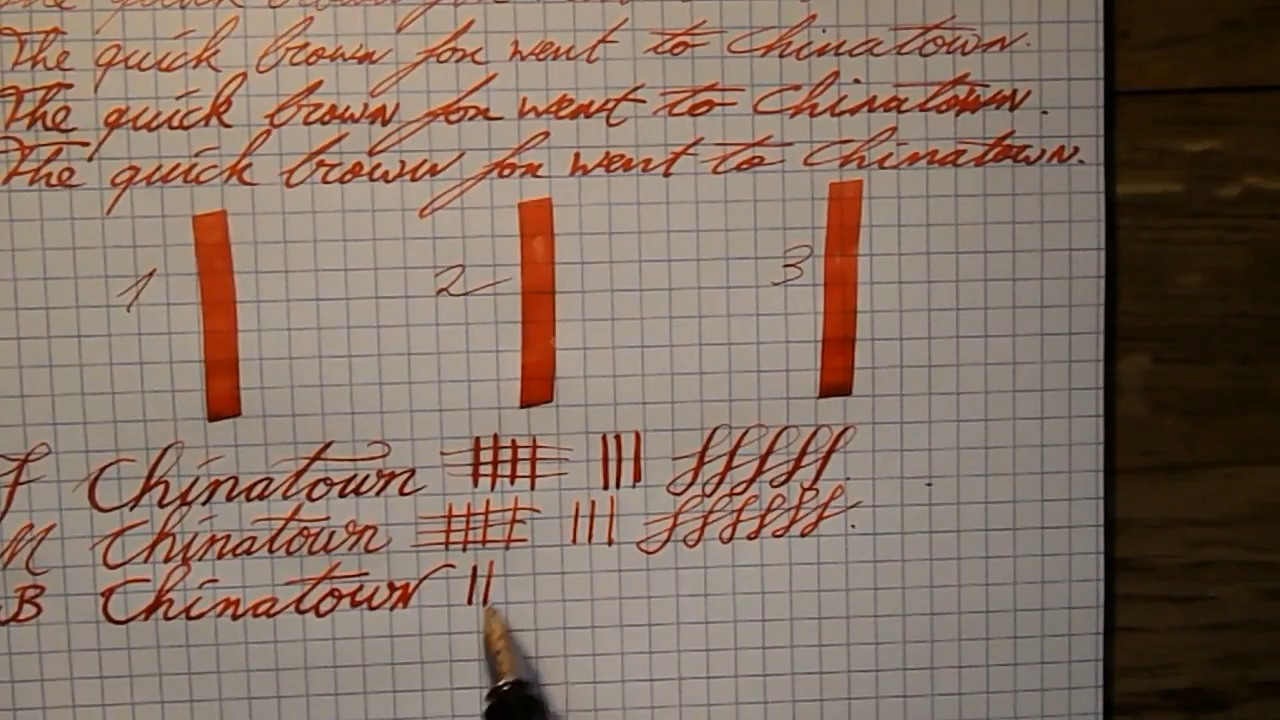 The quick brown fox went to Chinatown.
The quick brown fox went to Chinatown.
The quick brown fox went to Chinatown.
1 2 3
F Chinatown
M Chinatown
B Chinatown